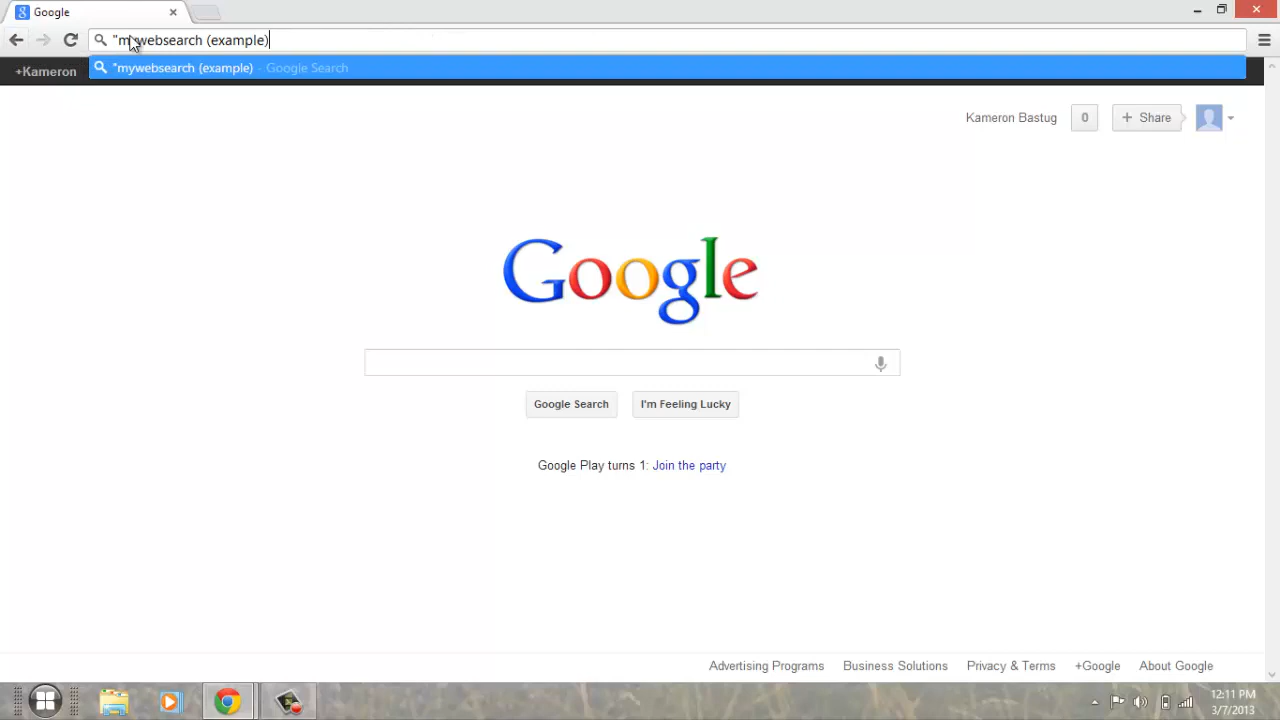 Google
"mywebsearch (example)
"mywebsearch (example) - Google Search
+Kameron
Kameron Bastug
0
+ Share
Google
Google Search
I'm Feeling Lucky
Google Play turns 1: Join the party
Advertising Programs
Business Solutions
Privacy & Terms
+Google
About Google
12:11 PM
3/7/2013